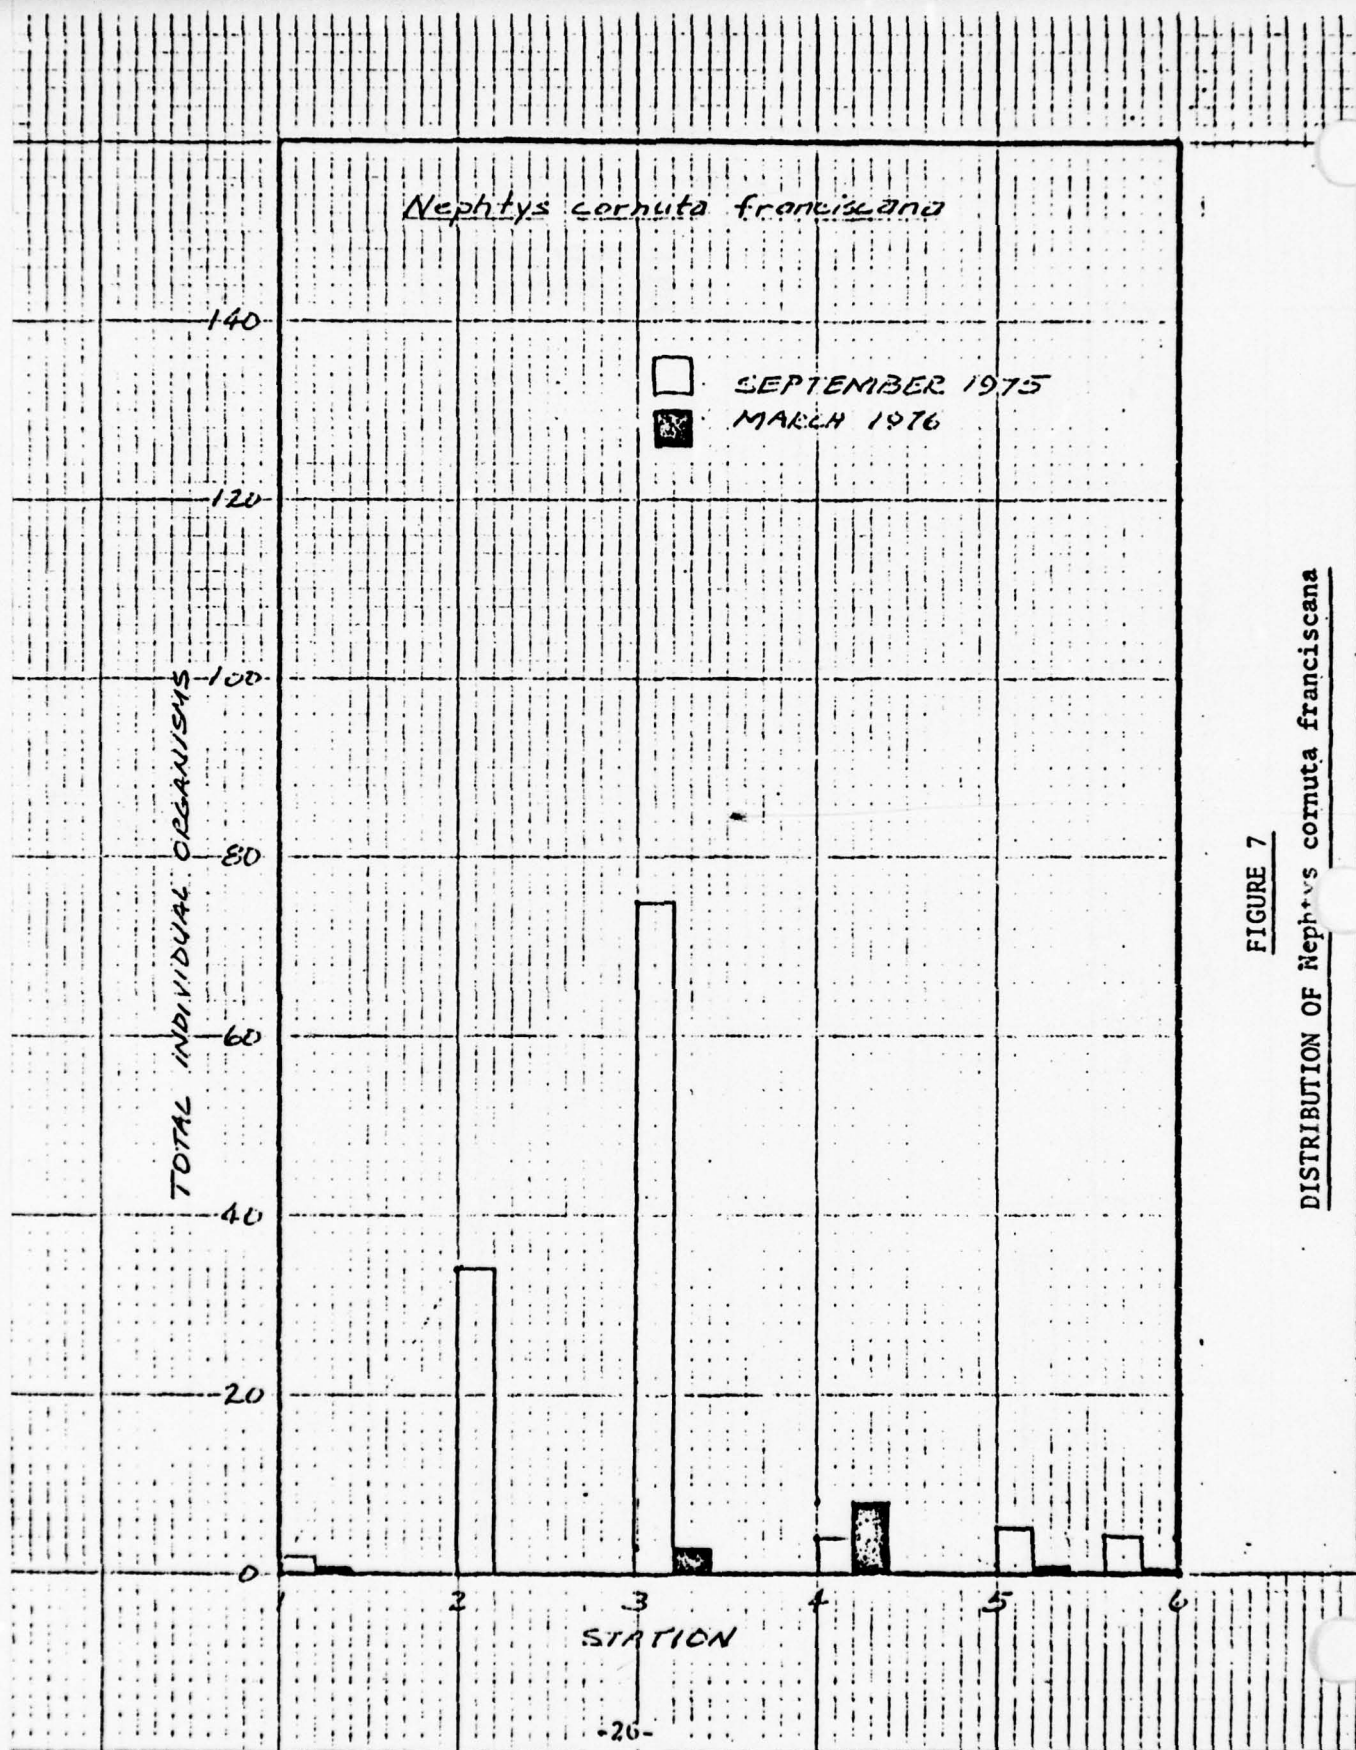 Nephtys cornuta franciscana
140
SEPTEMBER 1975
MARCH 1976
120
100
80
60
40
20
0
TOTAL INDIVIDUAL ORGANISMS
1 2 3 4 5 6
STATION
-26-
FIGURE 7
DISTRIBUTION OF Nephtys cornuta franciscana